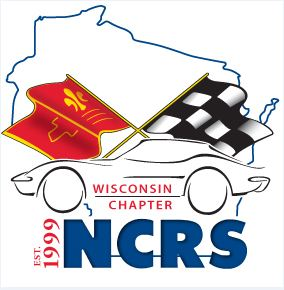 WISCONSIN
CHAPTER
EST.
1999
NCRS